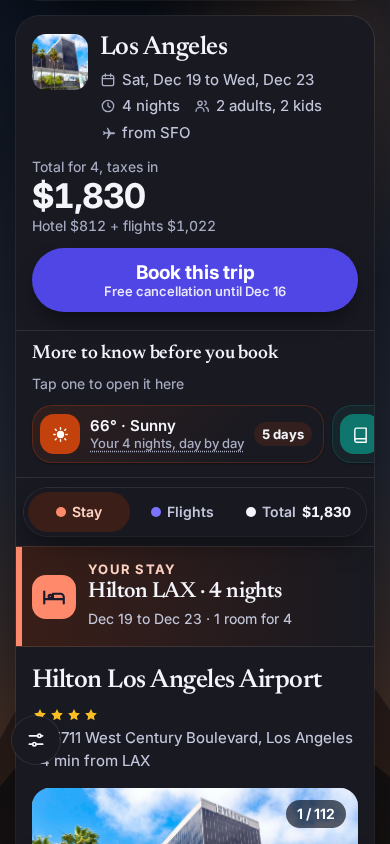 Los Angeles
Sat, Dec 19 to Wed, Dec 23
4 nights 2 adults, 2 kids
from SFO
Total for 4, taxes in
$1,830
Hotel $812 + flights $1,022
Book this trip
Free cancellation until Dec 16
More to know before you book
Tap one to open it here
66° · Sunny
Your 4 nights, day by day
5 days
Stay Flights Total $1,830
YOUR STAY
Hilton LAX · 4 nights
Dec 19 to Dec 23 · 1 room for 4
Hilton Los Angeles Airport
West Century Boulevard, Los Angeles
min from LAX
1 / 112